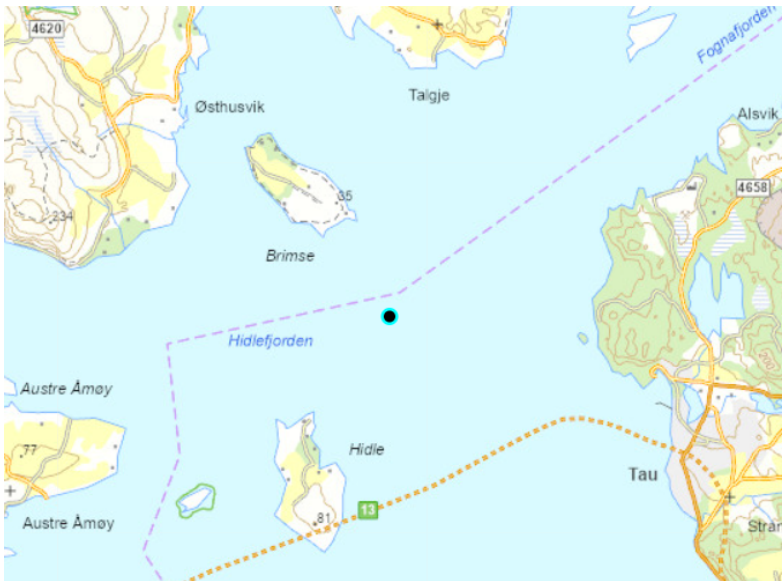 4620
Fognafjorden
Talgje
Østhusvik
Alsvik
4658
35
234
Brimse
Hidlefjorden
200
Austre Åmøy
77
Hidle
Tau
13
81
Austre Åmøy